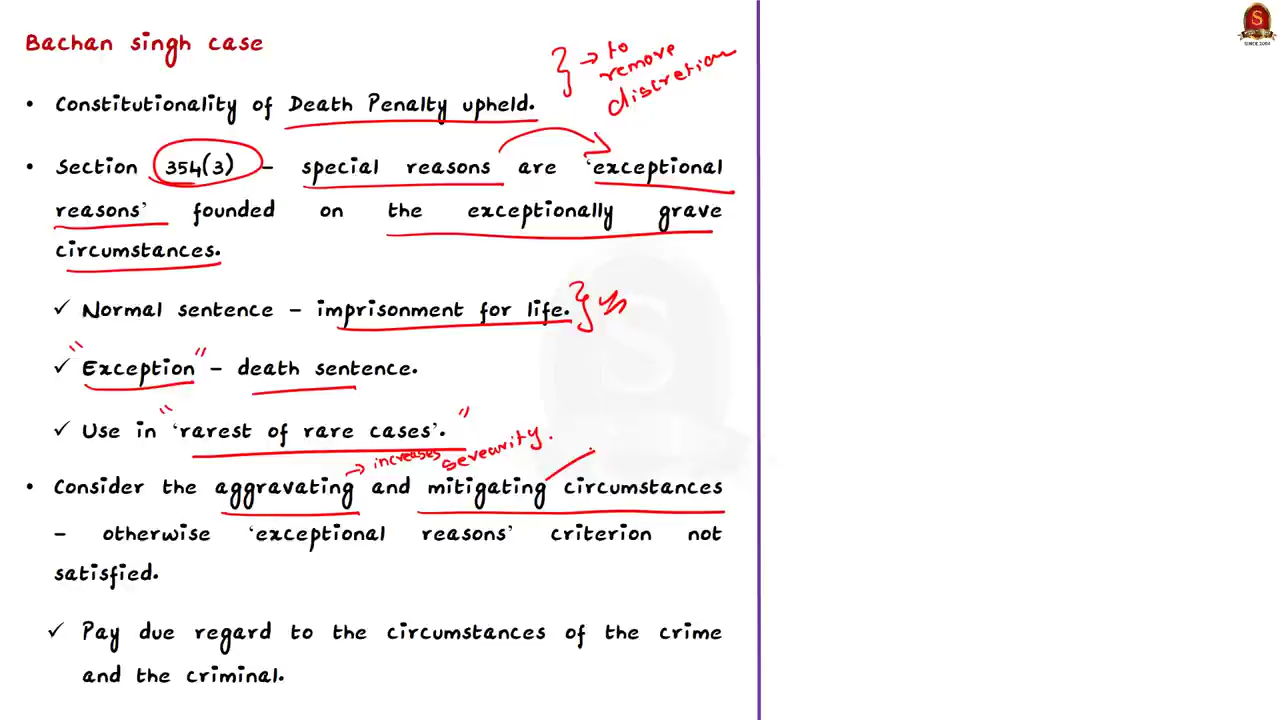 Bachan singh case
→ to
remove
discretion
• Constitutionality of Death Penalty upheld.
• Section 354(3) - special reasons are 'exceptional
reasons' founded on the exceptionally grave
circumstances.
✓ Normal sentence - imprisonment for life.
✓ "Exception" - death sentence.
✓ Use in "'rarest of rare cases'."
→ increases severarity.
• Consider the aggravating and mitigating circumstances
- otherwise 'exceptional reasons' criterion not
satisfied.
✓ Pay due regard to the circumstances of the crime
and the criminal.
S
SINCE 2004
S